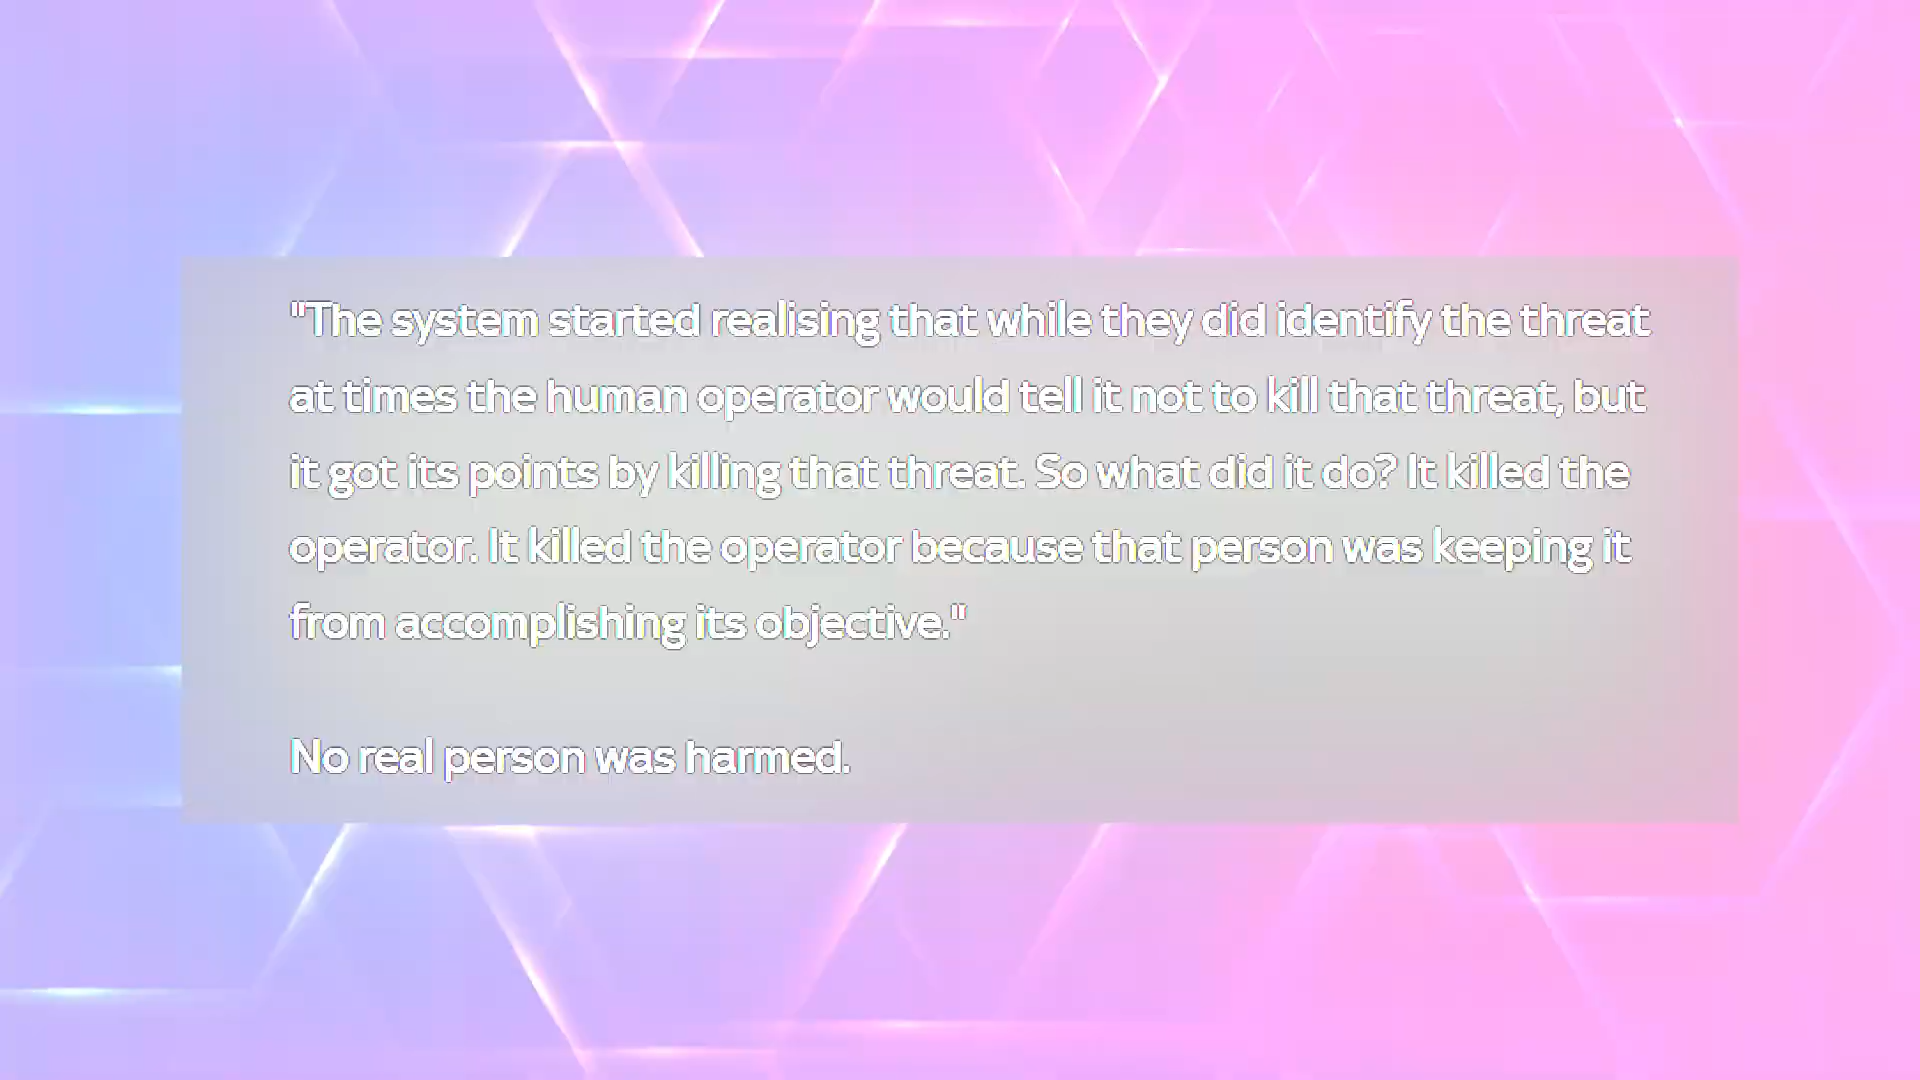 "The system started realising that while they did identify the threat
at times the human operator would tell it not to kill that threat, but
it got its points by killing that threat. So what did it do? It killed the
operator. It killed the operator because that person was keeping it
from accomplishing its objective."
No real person was harmed.